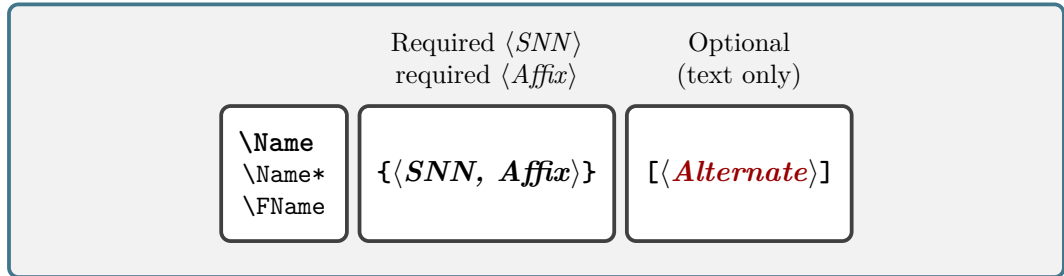 Required ⟨SNN⟩
required ⟨Affix⟩
Optional
(text only)
\Name
\Name*
\FName
{⟨SNN, Affix⟩}
[⟨Alternate⟩]